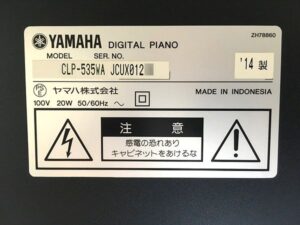 ZH78860
YAMAHA DIGITAL PIANO
MODEL SER. NO.
CLP-535WA JCUX012
'14 製
ヤマハ株式会社
100V 20W 50/60Hz ～
MADE IN INDONESIA
注 意
感電の恐れあり
キャビネットをあけるな